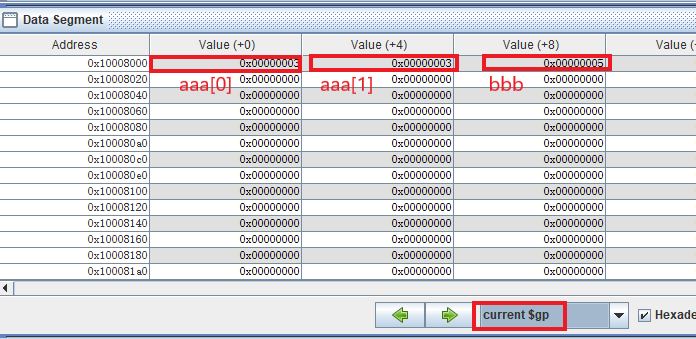 Data Segment
Address Value (+0) Value (+4) Value (+8) Value (+
0x10008000 0x00000003 0x00000003 0x00000005
aaa[0] aaa[1] bbb
0x10008020 0x00000000 0x00000000 0x00000000
0x10008040 0x00000000 0x00000000 0x00000000
0x10008060 0x00000000 0x00000000 0x00000000
0x10008080 0x00000000 0x00000000 0x00000000
0x100080a0 0x00000000 0x00000000 0x00000000
0x100080c0 0x00000000 0x00000000 0x00000000
0x100080e0 0x00000000 0x00000000 0x00000000
0x10008100 0x00000000 0x00000000 0x00000000
0x10008120 0x00000000 0x00000000 0x00000000
0x10008140 0x00000000 0x00000000 0x00000000
0x10008160 0x00000000 0x00000000 0x00000000
0x10008180 0x00000000 0x00000000 0x00000000
0x100081a0 0x00000000 0x00000000 0x00000000
current $gp Hexade